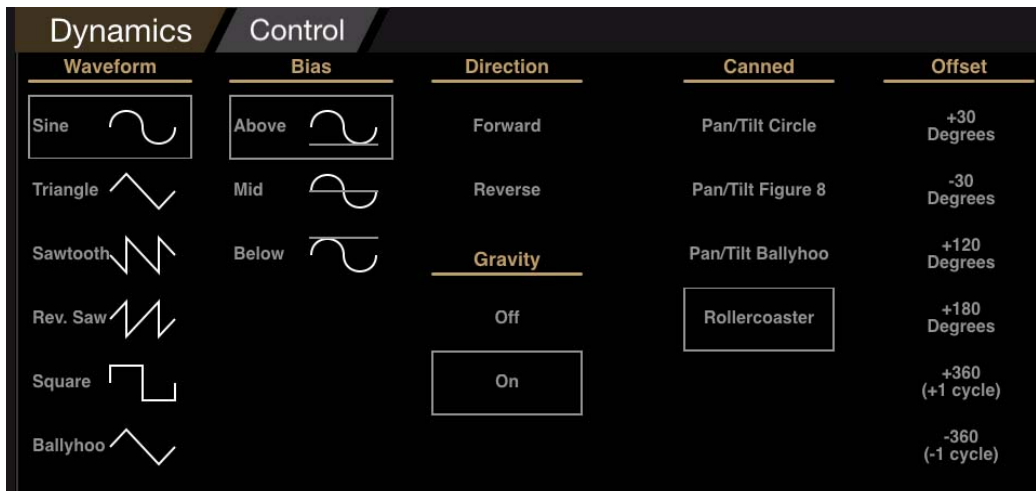 Dynamics Control
Waveform Bias Direction Canned Offset
Sine Above Forward Pan/Tilt Circle +30
Degrees
Triangle Mid Reverse Pan/Tilt Figure 8 -30
Degrees
Sawtooth Below Gravity Pan/Tilt Ballyhoo +120
Degrees
Rev. Saw Off Rollercoaster +180
Degrees
Square On +360
(+1 cycle)
Ballyhoo -360
(-1 cycle)